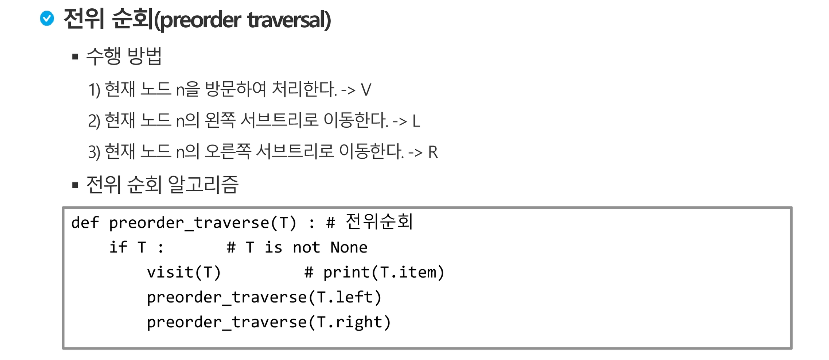 전위 순회(preorder traversal)
▪ 수행 방법
1) 현재 노드 n을 방문하여 처리한다. -> V
2) 현재 노드 n의 왼쪽 서브트리로 이동한다. -> L
3) 현재 노드 n의 오른쪽 서브트리로 이동한다. -> R
▪ 전위 순회 알고리즘
def preorder_traverse(T) : # 전위순회
    if T :      # T is not None
        visit(T)         # print(T.item)
        preorder_traverse(T.left)
        preorder_traverse(T.right)